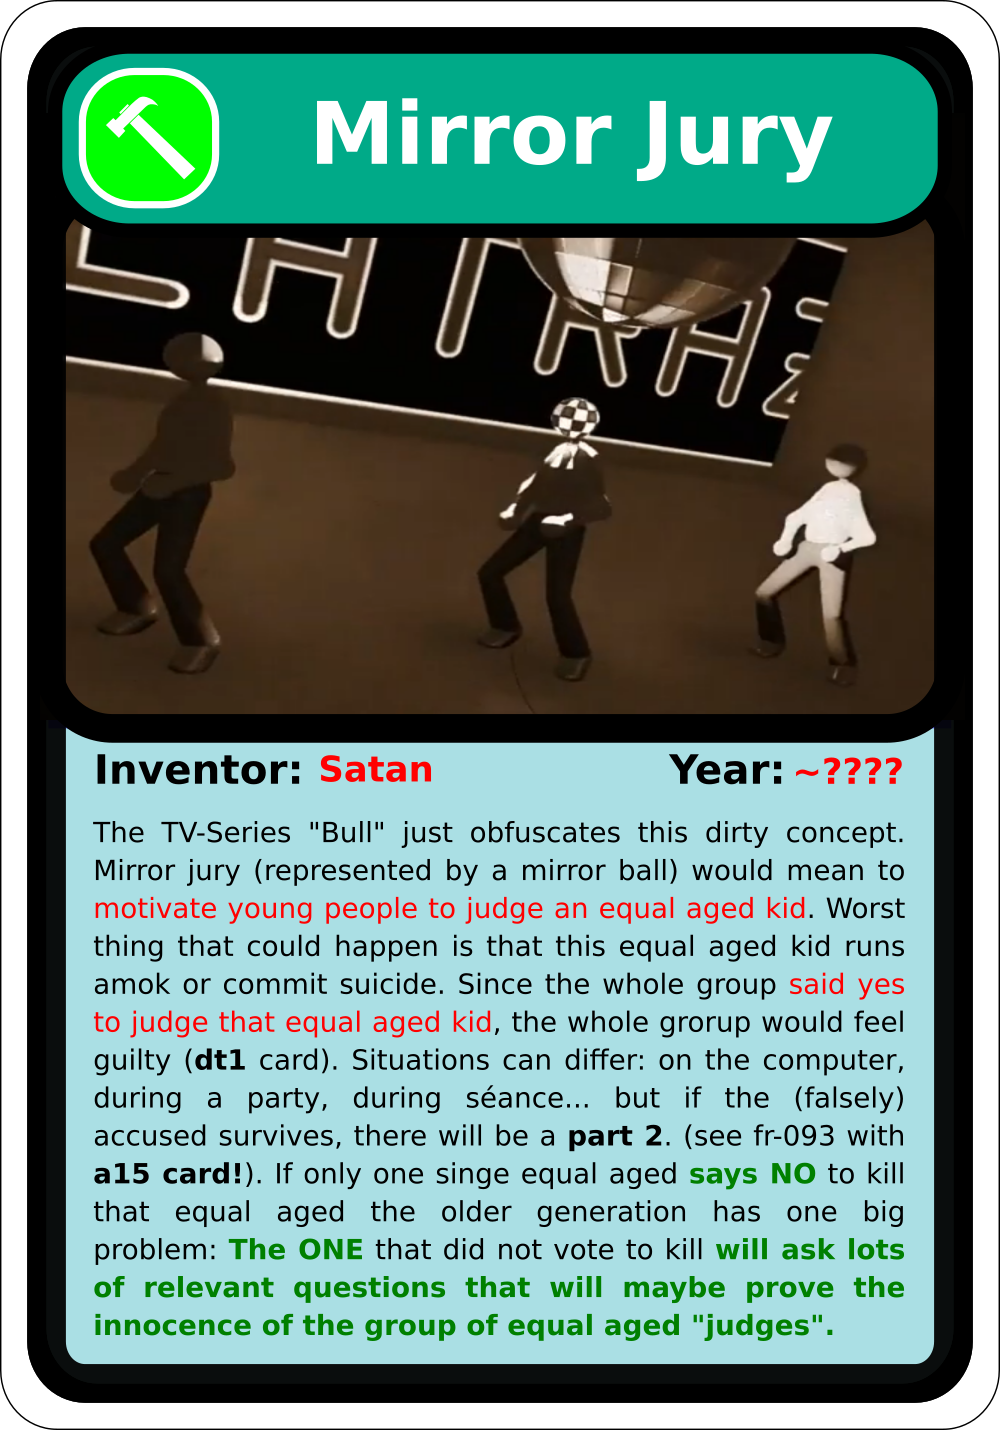 Mirror Jury
Inventor: Satan Year: ~????
The TV-Series "Bull" just obfuscates this dirty concept.
Mirror jury (represented by a mirror ball) would mean to
motivate young people to judge an equal aged kid. Worst
thing that could happen is that this equal aged kid runs
amok or commit suicide. Since the whole group said yes
to judge that equal aged kid, the whole grorup would feel
guilty (dt1 card). Situations can differ: on the computer,
during a party, during séance... but if the (falsely)
accused survives, there will be a part 2. (see fr-093 with
a15 card!). If only one singe equal aged says NO to kill
that equal aged the older generation has one big
problem: The ONE that did not vote to kill will ask lots
of relevant questions that will maybe prove the
innocence of the group of equal aged "judges".